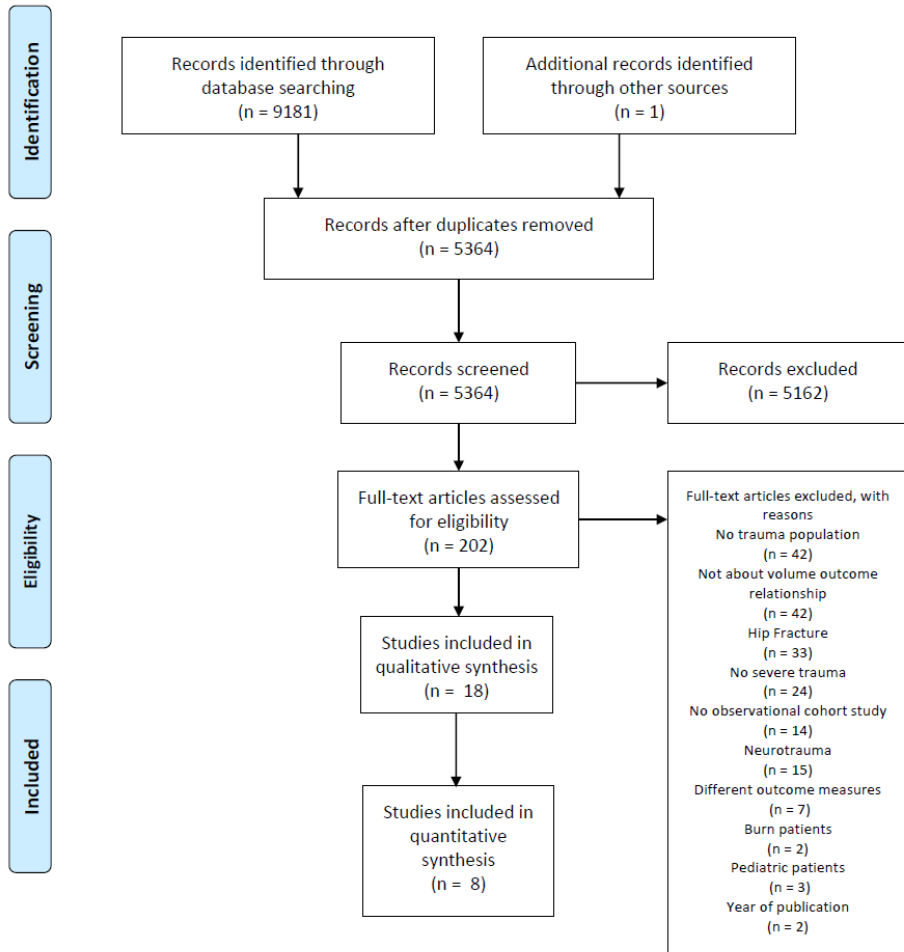 Identification
Records identified through
database searching
(n = 9181)
Additional records identified
through other sources
(n = 1)
Records after duplicates removed
(n = 5364)
Screening
Records screened
(n = 5364)
Records excluded
(n = 5162)
Eligibility
Full-text articles assessed
for eligibility
(n = 202)
Full-text articles excluded, with
reasons
No trauma population
(n = 42)
Not about volume outcome
relationship
(n = 42)
Hip Fracture
(n = 33)
No severe trauma
(n = 24)
No observational cohort study
(n = 14)
Neurotrauma
(n = 15)
Different outcome measures
(n = 7)
Burn patients
(n = 2)
Pediatric patients
(n = 3)
Year of publication
(n = 2)
Studies included in
qualitative synthesis
(n = 18)
Included
Studies included in
quantitative
synthesis
(n = 8)